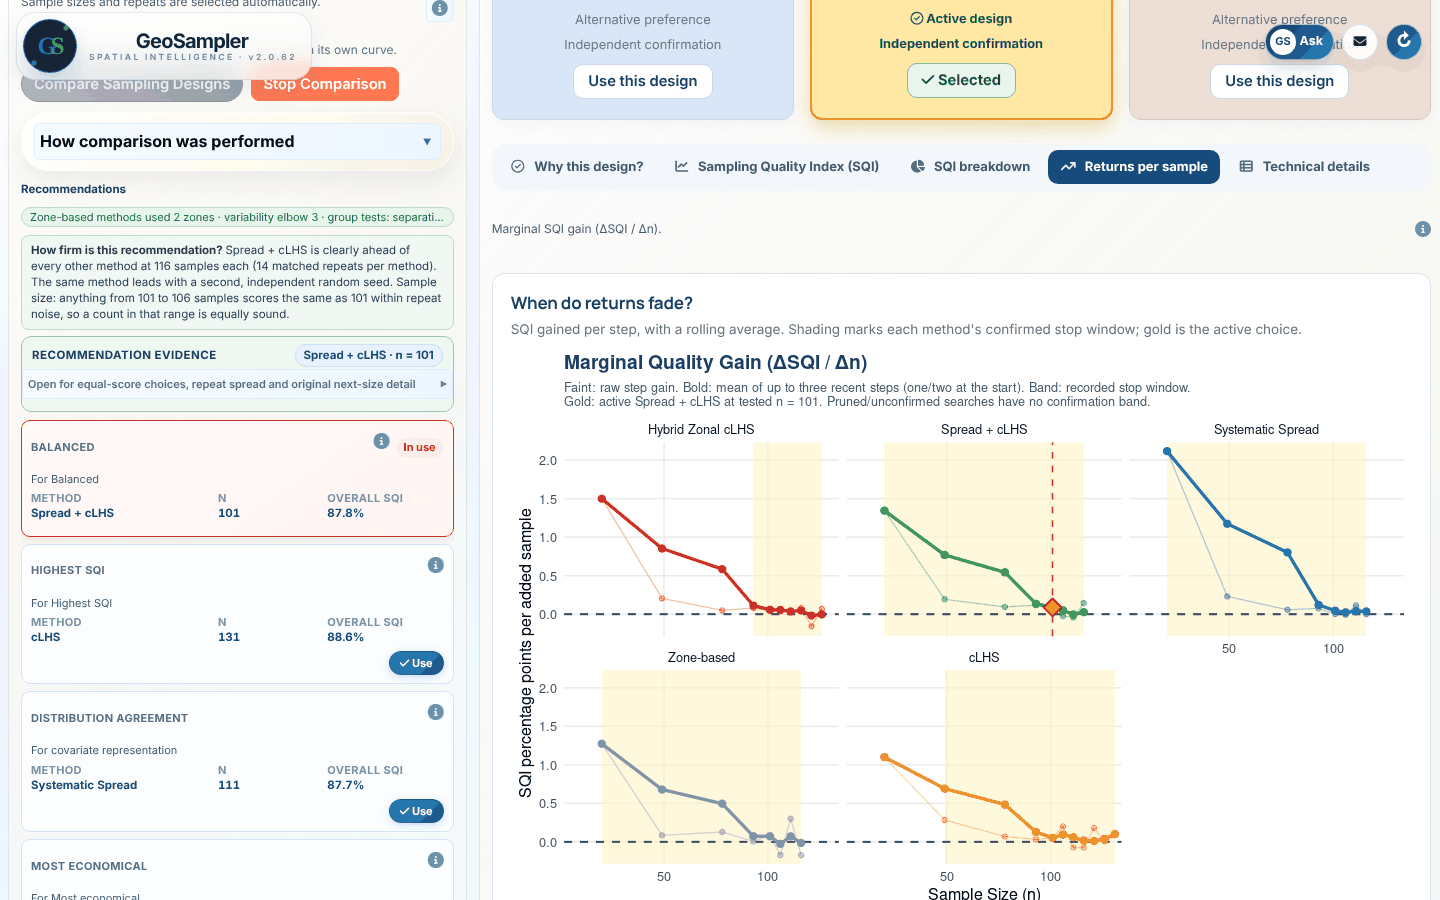 Sample sizes and repeats are selected automatically.
GS
GeoSampler
SPATIAL INTELLIGENCE · v2.0.62
its own curve.
Compare Sampling Designs
Stop Comparison
How comparison was performed
Recommendations
Zone-based methods used 2 zones · variability elbow 3 · group tests: separati...
How firm is this recommendation? Spread + cLHS is clearly ahead of
every other method at 116 samples each (14 matched repeats per method).
The same method leads with a second, independent random seed. Sample
size: anything from 101 to 106 samples scores the same as 101 within repeat
noise, so a count in that range is equally sound.
RECOMMENDATION EVIDENCE
Spread + cLHS · n = 101
Open for equal-score choices, repeat spread and original next-size detail
BALANCED
In use
For Balanced
METHOD N OVERALL SQI
Spread + cLHS 101 87.8%
HIGHEST SQI
For Highest SQI
METHOD N OVERALL SQI
cLHS 131 88.6%
Use
DISTRIBUTION AGREEMENT
For covariate representation
METHOD N OVERALL SQI
Systematic Spread 111 87.7%
Use
MOST ECONOMICAL
For Most economical
Alternative preference
Independent confirmation
Use this design
Active design
Independent confirmation
Selected
Alternative preference
Use this design
GS Ask
Why this design?
Sampling Quality Index (SQI)
SQI breakdown
Returns per sample
Technical details
Marginal SQI gain (ΔSQI / Δn).
When do returns fade?
SQI gained per step, with a rolling average. Shading marks each method's confirmed stop window; gold is the active choice.
Marginal Quality Gain (ΔSQI / Δn)
Faint: raw step gain. Bold: mean of up to three recent steps (one/two at the start). Band: recorded stop window.
Gold: active Spread + cLHS at tested n = 101. Pruned/unconfirmed searches have no confirmation band.
Hybrid Zonal cLHS
Spread + cLHS
Systematic Spread
2.0
1.5
1.0
0.5
0.0
50 100
Zone-based
cLHS
2.0
1.5
1.0
0.5
0.0
50 100
50 100
SQI percentage points per added sample
Sample Size (n)